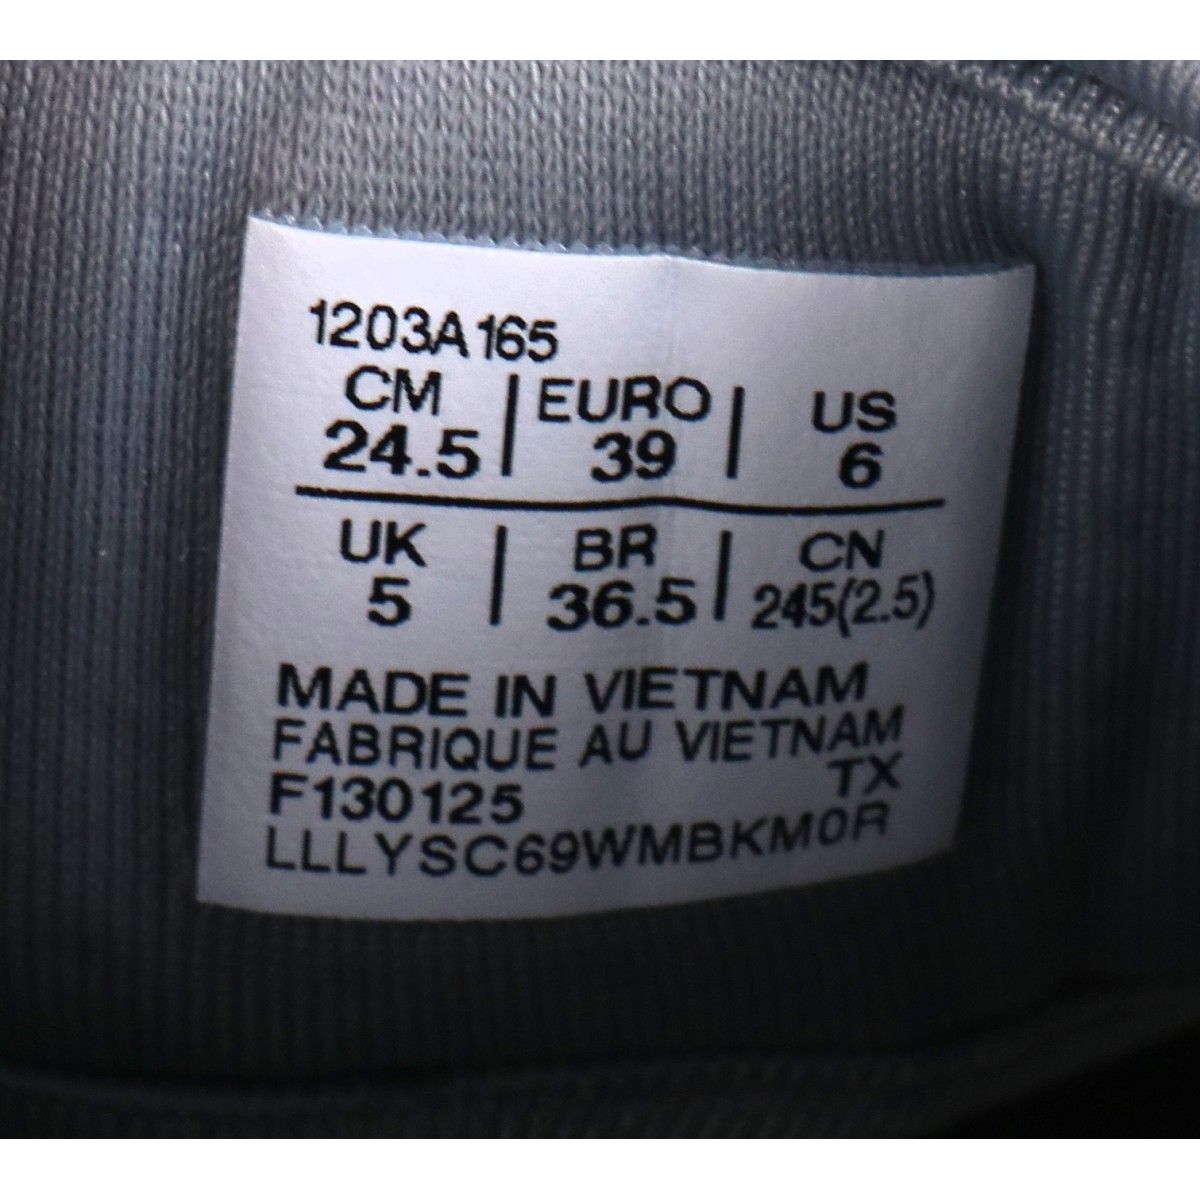 1203A165
CM | EURO | US
24.5 | 39 | 6
UK | BR | CN
5 | 36.5 | 245(2.5)
MADE IN VIETNAM
FABRIQUE AU VIETNAM
F130125 TX
LLLYSC69WMBKM0R